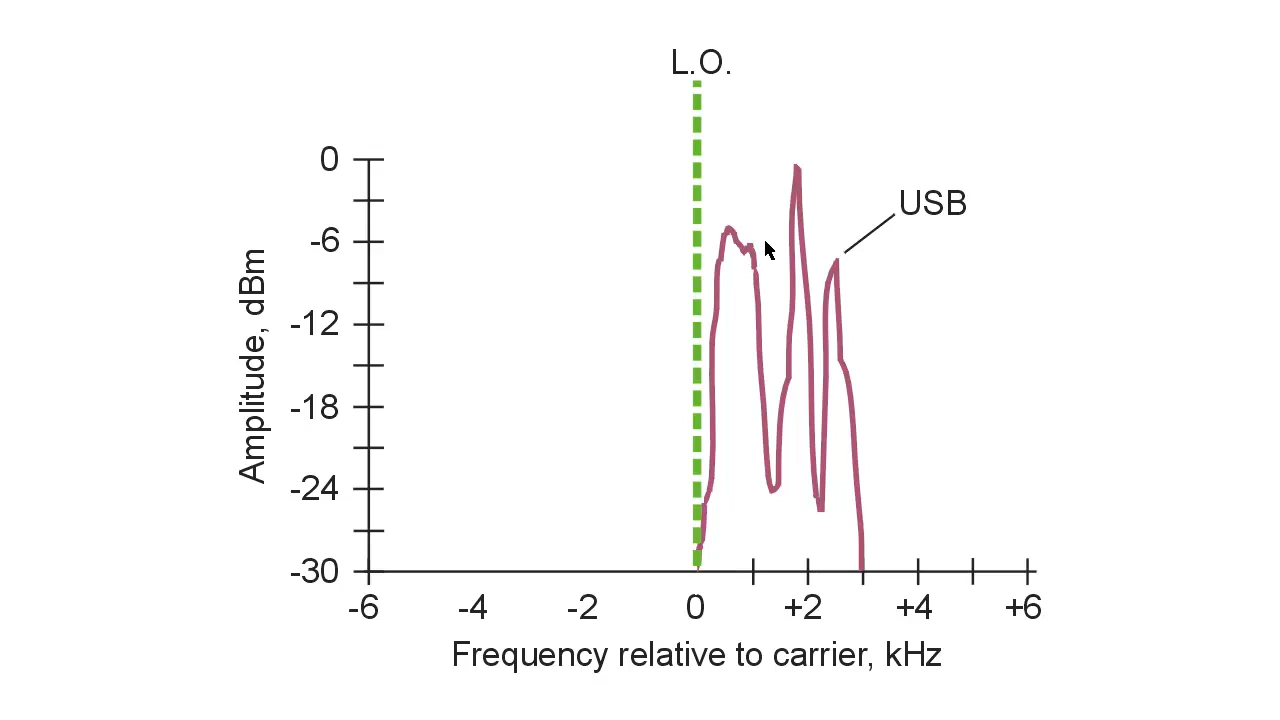 L.O.
0
USB
-6
Amplitude, dBm
-12
-18
-24
-30
-6 -4 -2 0 +2 +4 +6
Frequency relative to carrier, kHz